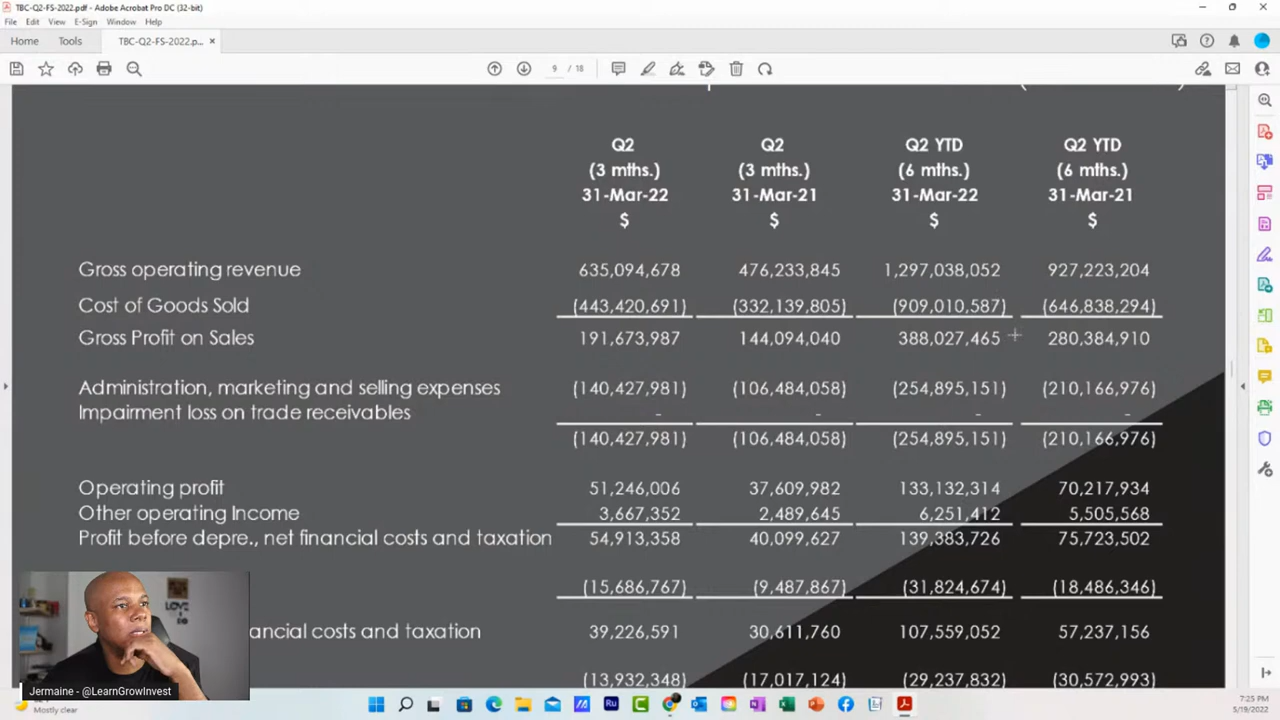 TBC-Q2-FS-2022.pdf - Adobe Acrobat Pro DC (32-bit)
File Edit View E-Sign Window Help
Home Tools TBC-Q2-FS-2022.p... ×
9 / 18
Q2 Q2 Q2 YTD Q2 YTD
(3 mths.) (3 mths.) (6 mths.) (6 mths.)
31-Mar-22 31-Mar-21 31-Mar-22 31-Mar-21
$ $ $ $
Gross operating revenue 635,094,678 476,233,845 1,297,038,052 927,223,204
Cost of Goods Sold (443,420,691) (332,139,805) (909,010,587) (646,838,294)
Gross Profit on Sales 191,673,987 144,094,040 388,027,465 280,384,910
Administration, marketing and selling expenses (140,427,981) (106,484,058) (254,895,151) (210,166,976)
Impairment loss on trade receivables - - - -
(140,427,981) (106,484,058) (254,895,151) (210,166,976)
Operating profit 51,246,006 37,609,982 133,132,314 70,217,934
Other operating Income 3,667,352 2,489,645 6,251,412 5,505,568
Profit before depre., net financial costs and taxation 54,913,358 40,099,627 139,383,726 75,723,502
(15,686,767) (9,487,867) (31,824,674) (18,486,346)
ancial costs and taxation 39,226,591 30,611,760 107,559,052 57,237,156
(13,932,348) (17,017,124) (29,237,832) (30,572,993)
LOVE
Jermaine - @LearnGrowInvest
Mostly clear
7:25 PM
5/19/2022